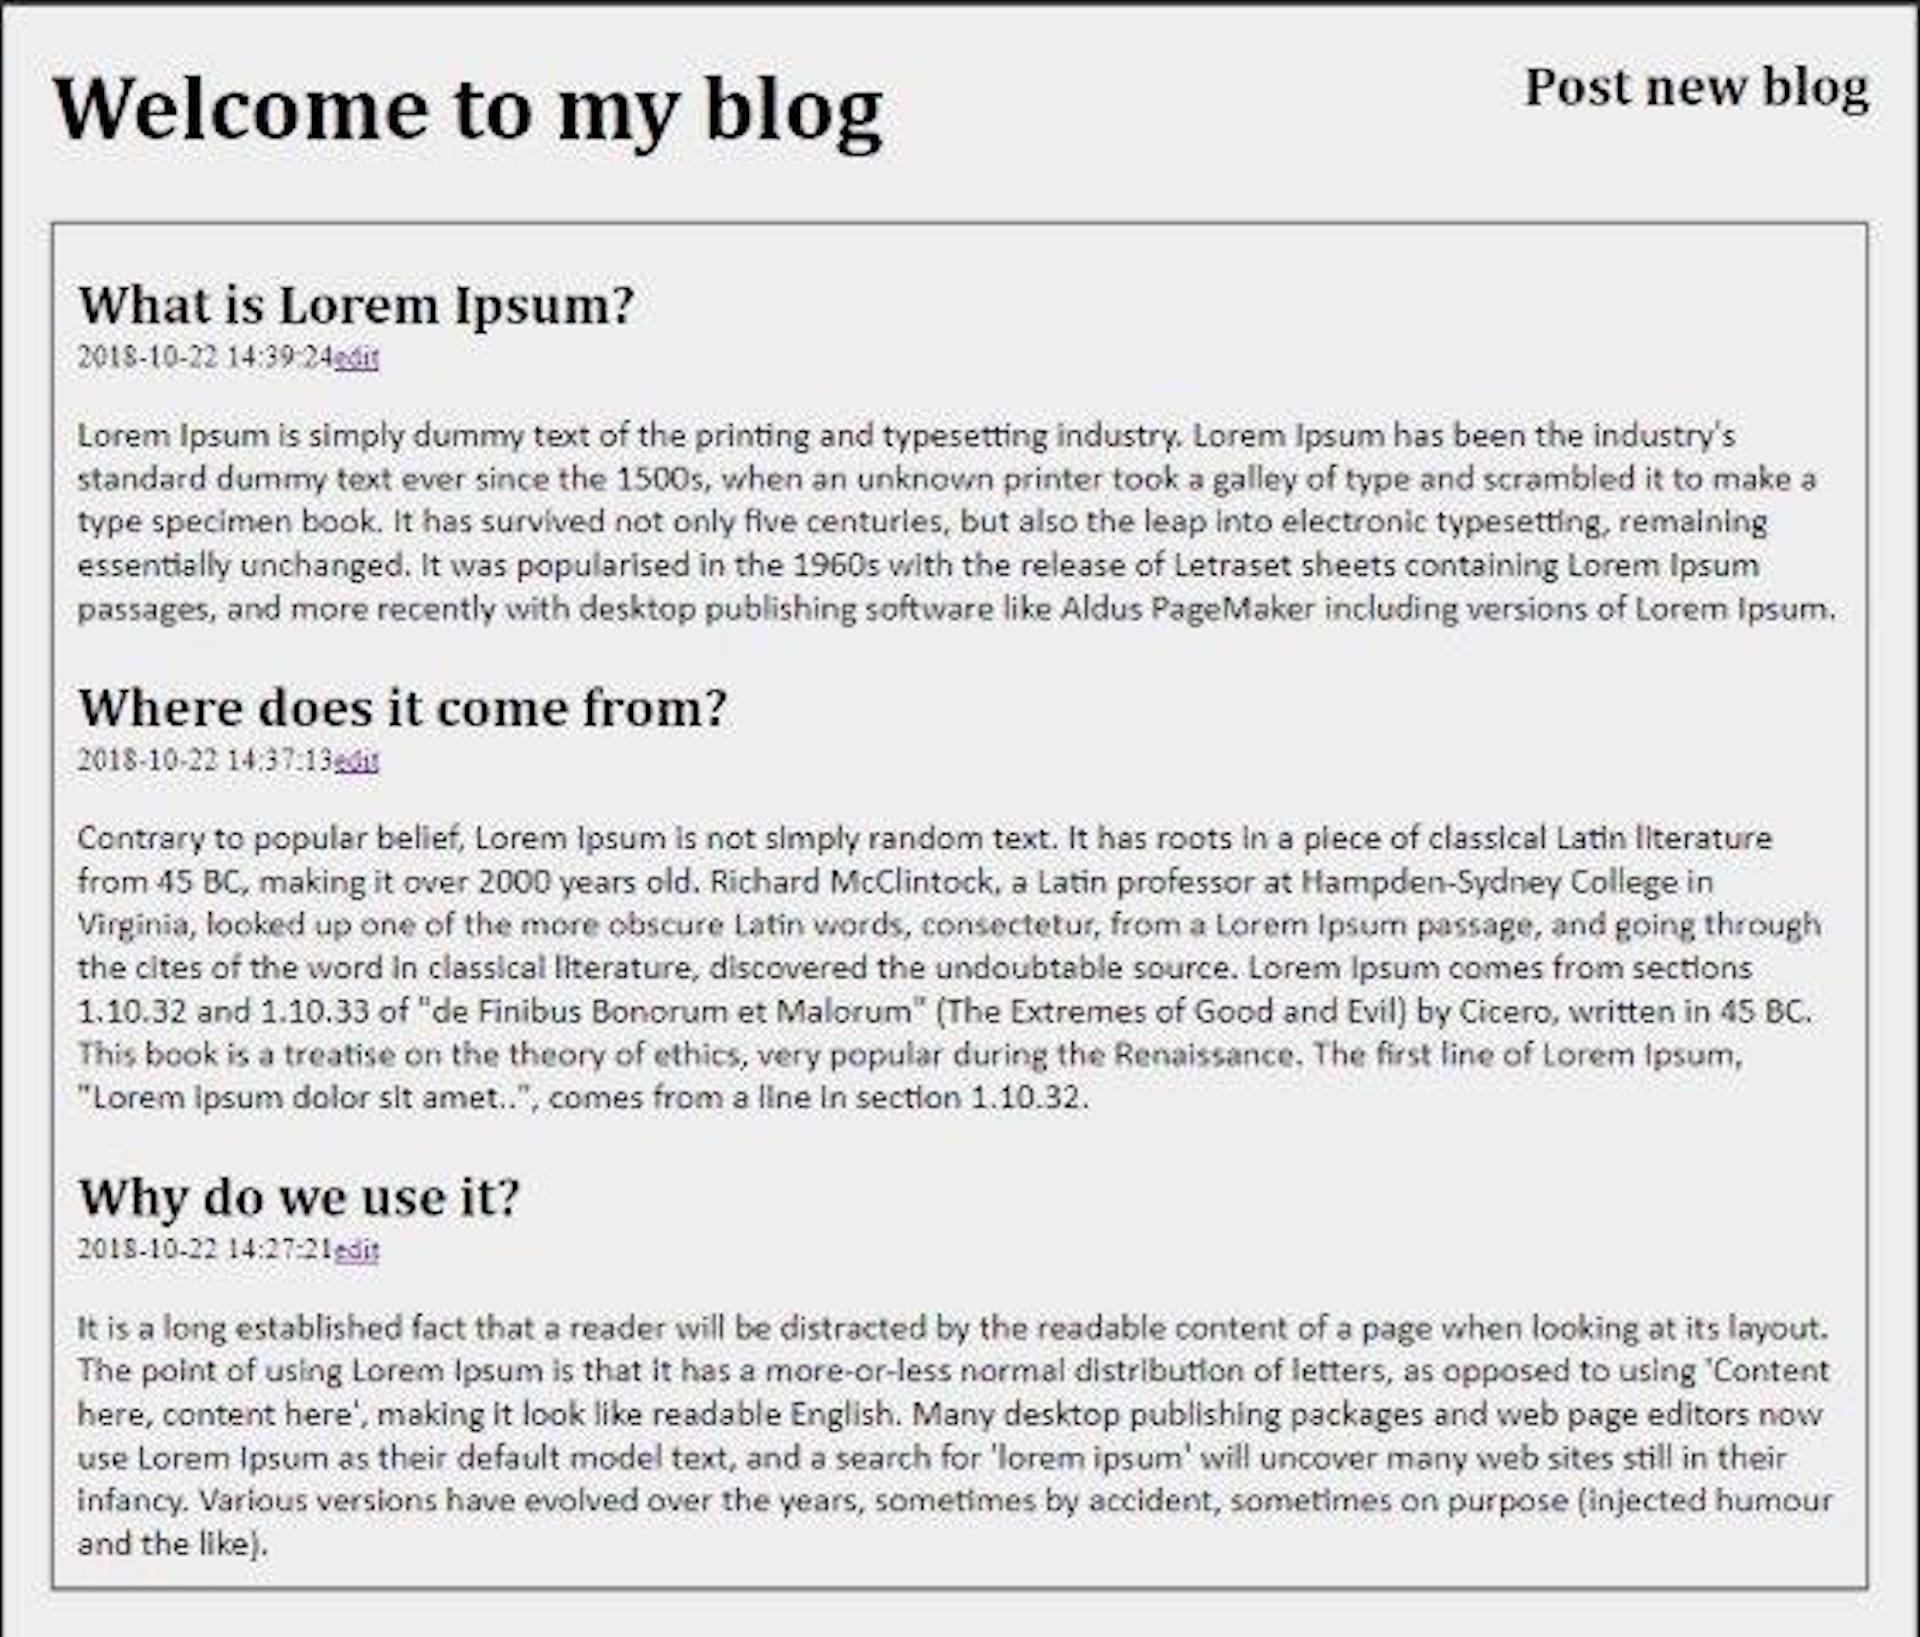 Welcome to my blog
Post new blog
What is Lorem Ipsum?
2018-10-22 14:39:24edit
Lorem Ipsum is simply dummy text of the printing and typesetting industry. Lorem Ipsum has been the industry's
standard dummy text ever since the 1500s, when an unknown printer took a galley of type and scrambled it to make a
type specimen book. It has survived not only five centuries, but also the leap into electronic typesetting, remaining
essentially unchanged. It was popularised in the 1960s with the release of Letraset sheets containing Lorem Ipsum
passages, and more recently with desktop publishing software like Aldus PageMaker including versions of Lorem Ipsum.
Where does it come from?
2018-10-22 14:37:13edit
Contrary to popular belief, Lorem Ipsum is not simply random text. It has roots in a piece of classical Latin literature
from 45 BC, making it over 2000 years old. Richard McClintock, a Latin professor at Hampden-Sydney College in
Virginia, looked up one of the more obscure Latin words, consectetur, from a Lorem Ipsum passage, and going through
the cites of the word in classical literature, discovered the undoubtable source. Lorem Ipsum comes from sections
1.10.32 and 1.10.33 of "de Finibus Bonorum et Malorum" (The Extremes of Good and Evil) by Cicero, written in 45 BC.
This book is a treatise on the theory of ethics, very popular during the Renaissance. The first line of Lorem Ipsum,
"Lorem ipsum dolor sit amet..", comes from a line in section 1.10.32.
Why do we use it?
2018-10-22 14:27:21edit
It is a long established fact that a reader will be distracted by the readable content of a page when looking at its layout.
The point of using Lorem Ipsum is that it has a more-or-less normal distribution of letters, as opposed to using 'Content
here, content here', making it look like readable English. Many desktop publishing packages and web page editors now
use Lorem Ipsum as their default model text, and a search for 'lorem ipsum' will uncover many web sites still in their
infancy. Various versions have evolved over the years, sometimes by accident, sometimes on purpose (injected humour
and the like).